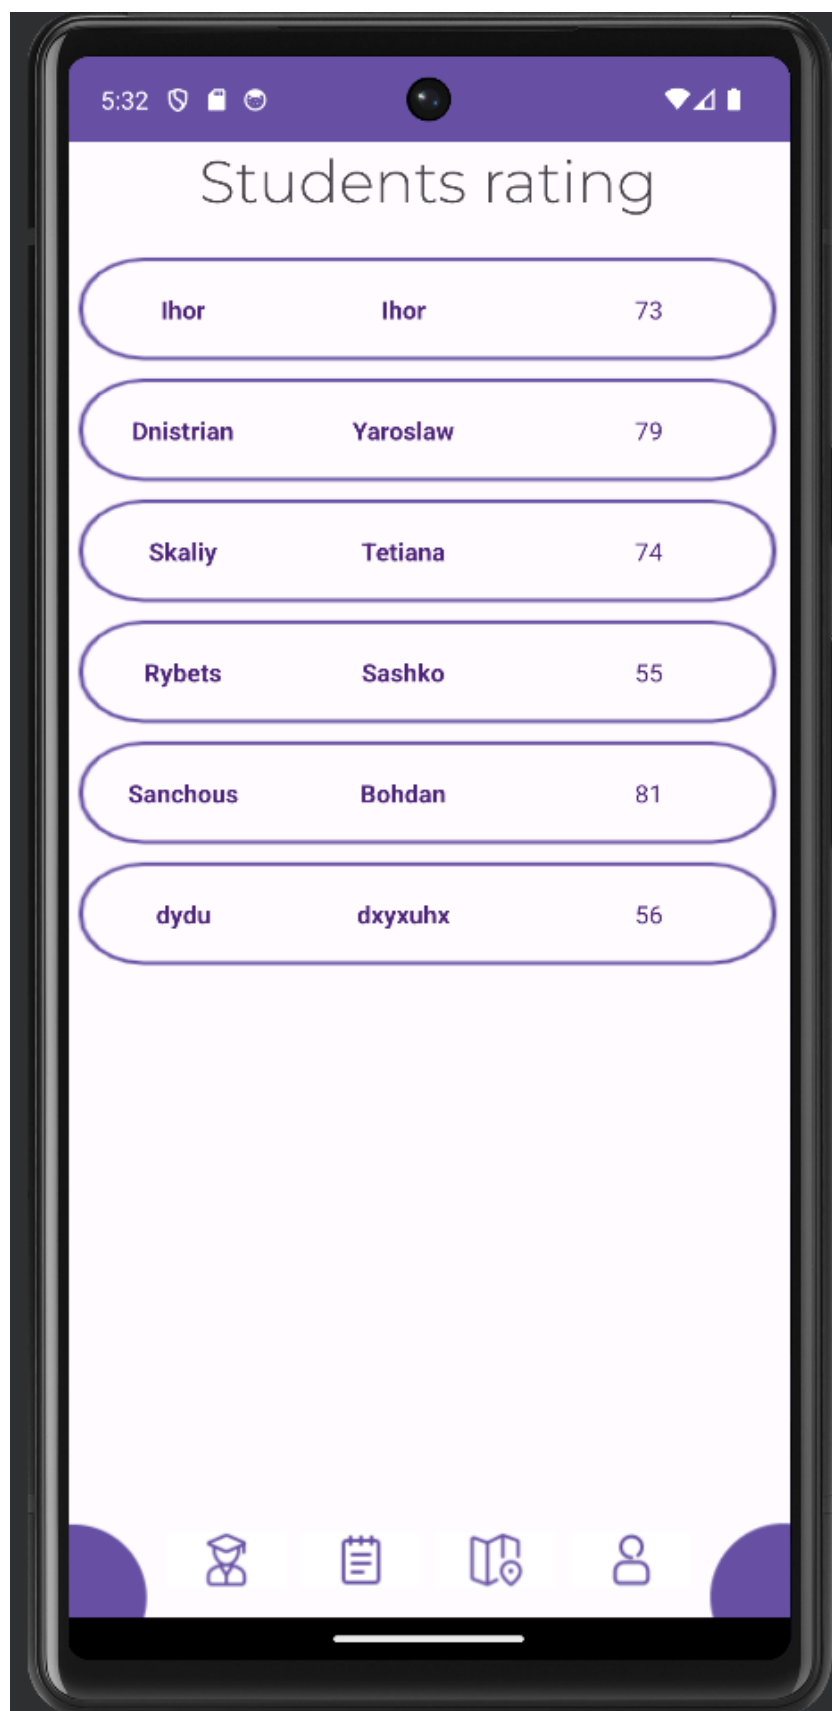 5:32
Students rating
Ihor Ihor 73
Dnistrian Yaroslaw 79
Skaliy Tetiana 74
Rybets Sashko 55
Sanchous Bohdan 81
dydu dxyxuhx 56